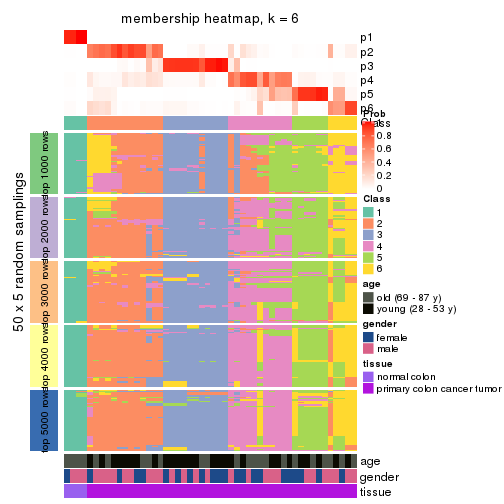 membership heatmap, k = 6
p1
p2
p3
p4
p5
p6
Class
Prob
1
0.8
0.6
0.4
0.2
0
Class
1
2
3
4
5
6
age
old (69 - 87 y)
young (28 - 53 y)
gender
female
male
tissue
normal colon
primary colon cancer tumor
50 x 5 random samplings
top 1000 rows
top 2000 rows
top 3000 rows
top 4000 rows
top 5000 rows
age
gender
tissue